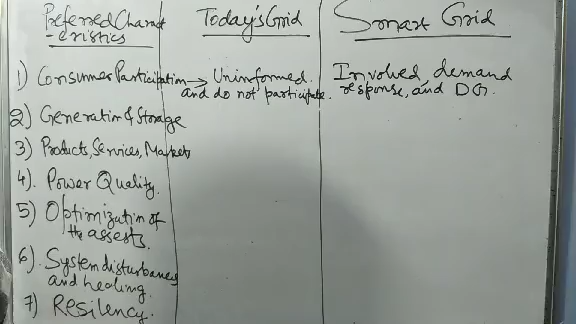 Preferred Charact
-eristics
Today's Grid
Smart Grid
1) Consumer Participation → Uninformed.
and do not participate.
Involved, demand
response, and DG.
2) Generation & Storage
3) Products, Services, Markets
4). Power Quality.
5) Optimization of
the assests.
6). System disturbances
and healing.
7) Resilency.